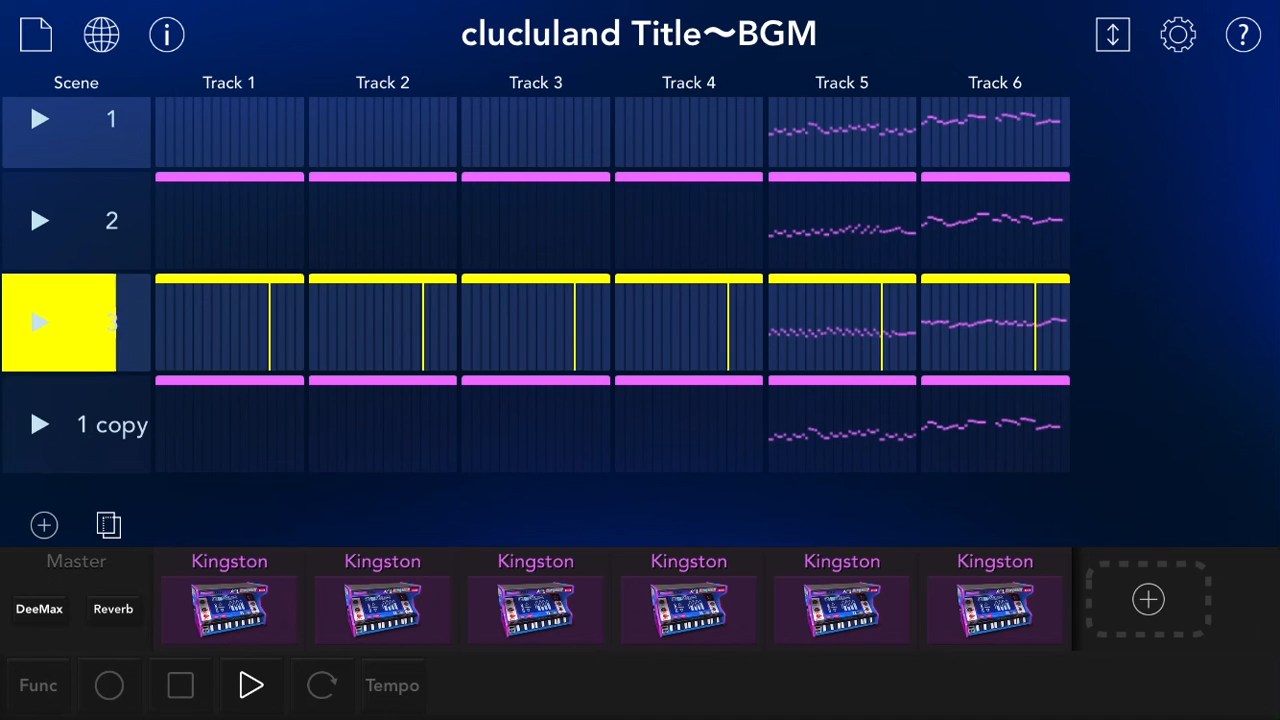 clucluland Title〜BGM
Scene Track 1 Track 2 Track 3 Track 4 Track 5 Track 6
1
2
3
1 copy
Master Kingston Kingston Kingston Kingston Kingston Kingston
DeeMax Reverb
Func Tempo